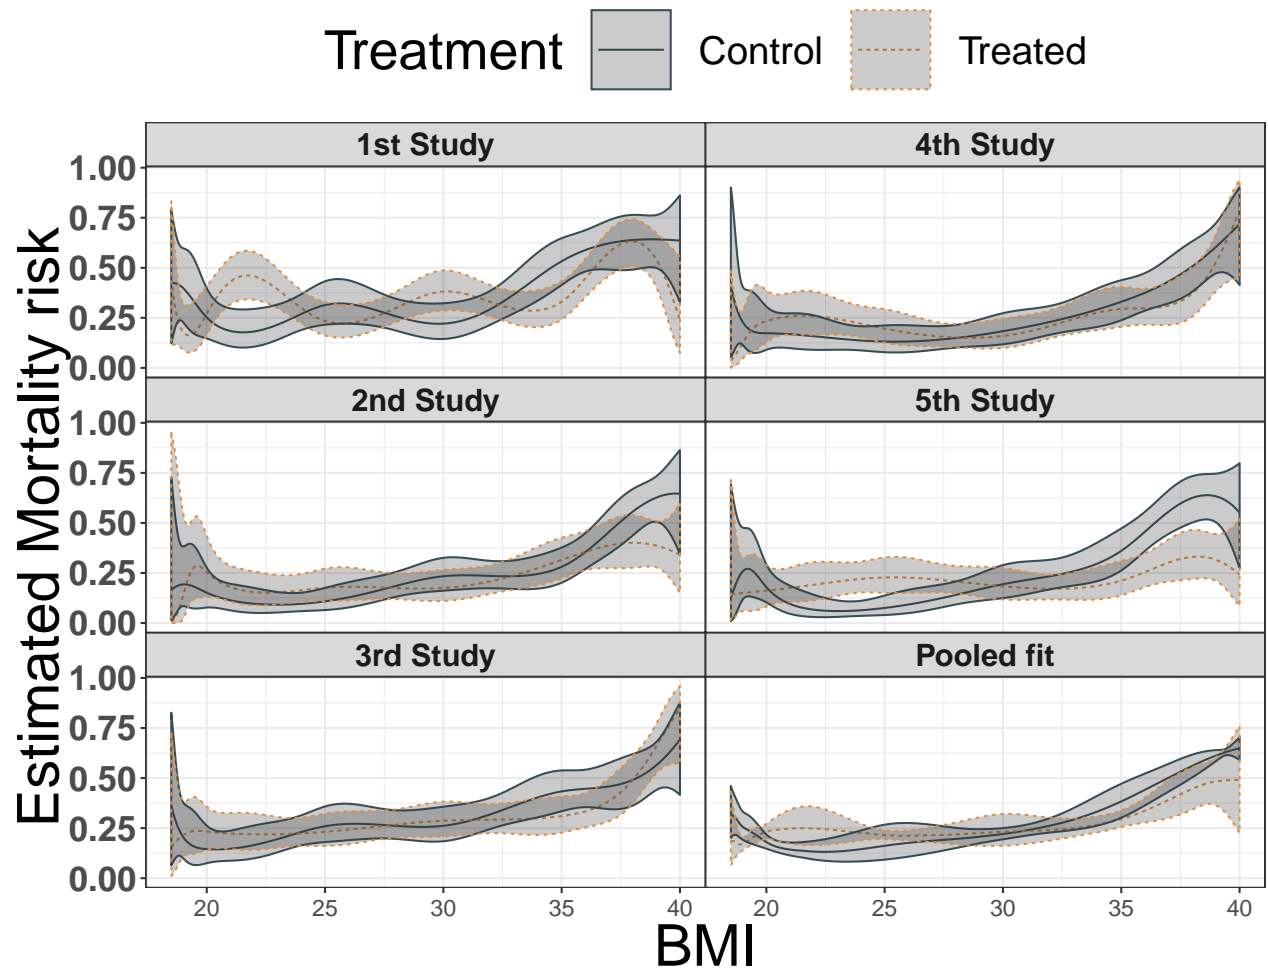 Treatment Control Treated
Estimated Mortality risk
1st Study
4th Study
1.00
0.75
0.50
0.25
0.00
2nd Study
5th Study
1.00
0.75
0.50
0.25
0.00
3rd Study
Pooled fit
1.00
0.75
0.50
0.25
0.00
20 25 30 35 40
20 25 30 35 40
BMI